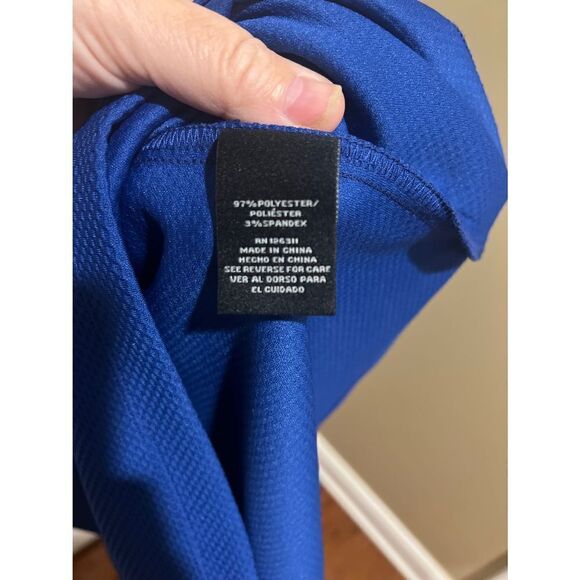 97% POLYESTER/
POLIÉSTER
3% SPANDEX
RN 126311
MADE IN CHINA
HECHO EN CHINA
SEE REVERSE FOR CARE
VER AL DORSO PARA
EL CUIDADO